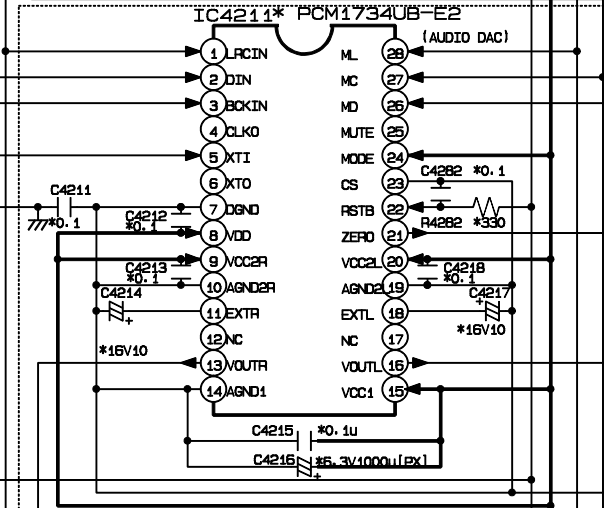 IC4211* PCM1734UB-E2
(AUDIO DAC)
1 LRCIN ML 28
2 DIN MC 27
3 BCKIN MD 26
4 CLKO MUTE 25
5 XTI MODE 24
C4282 *0.1
6 XTO CS 23
C4211
*0.1
7 DGND RSTB 22
C4212
*0.1
R4282 *330
8 VDD ZERO 21
9 VCC2R VCC2L 20
C4213
*0.1
C4218
*0.1
10 AGND2R AGND2L 19
C4214
C4217
+
11 EXTR EXTL 18
+
*16V10
12 NC NC 17
*16V10
13 VOUTR VOUTL 16
14 AGND1 VCC1 15
C4215 *0.1u
C4216 *6.3V1000u[PX]
+